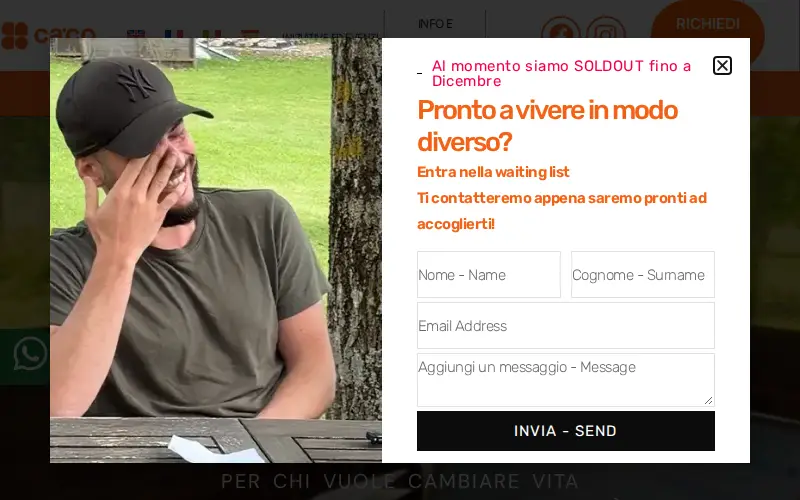 ca'co
INFO E
RICHIEDI
Al momento siamo SOLDOUT fino a
Dicembre
Pronto a vivere in modo
diverso?
Entra nella waiting list
Ti contatteremo appena saremo pronti ad
accoglierti!
Nome - Name
Cognome - Surname
Email Address
Aggiungi un messaggio - Message
INVIA - SEND
PER CHI VUOLE CAMBIARE VITA